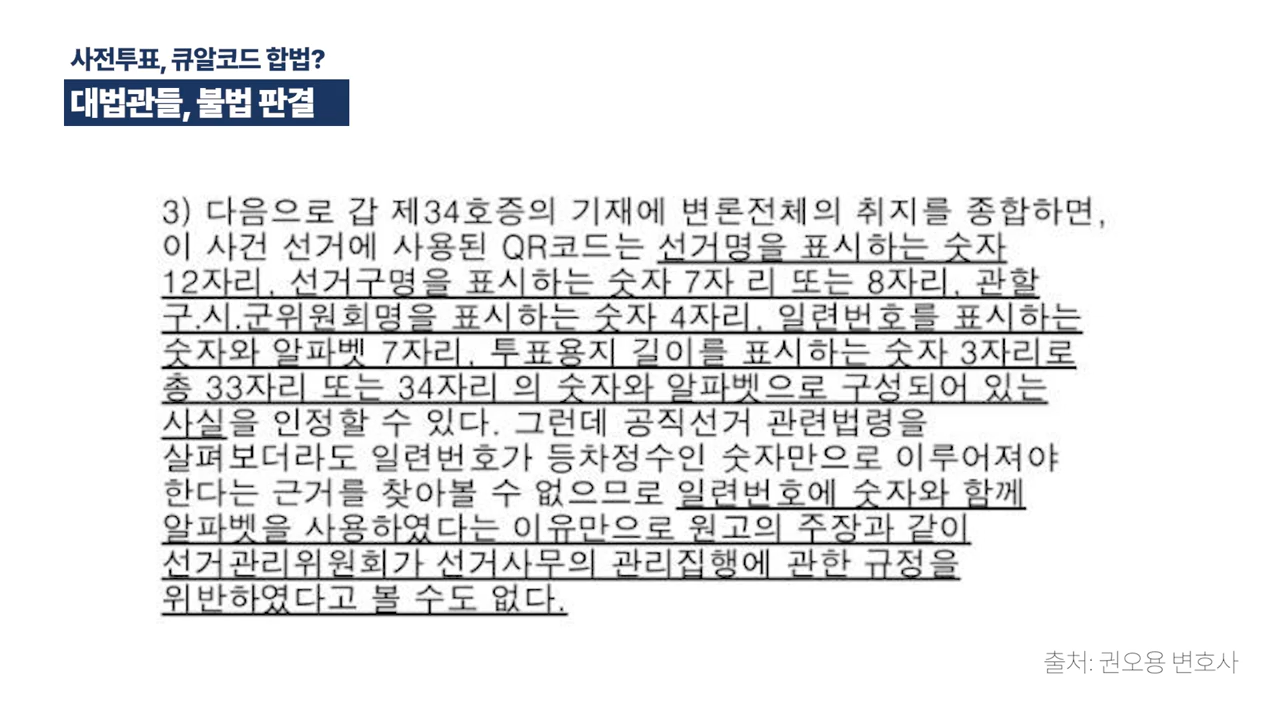 사전투표, 큐알코드 합법?
대법관들, 불법 판결
3) 다음으로 갑 제34호증의 기재에 변론전체의 취지를 종합하면,
이 사건 선거에 사용된 QR코드는 선거명을 표시하는 숫자
12자리, 선거구명을 표시하는 숫자 7자 리 또는 8자리, 관할
구.시.군위원회명을 표시하는 숫자 4자리, 일련번호를 표시하는
숫자와 알파벳 7자리, 투표용지 길이를 표시하는 숫자 3자리로
총 33자리 또는 34자리 의 숫자와 알파벳으로 구성되어 있는
사실을 인정할 수 있다. 그런데 공직선거 관련법령을
살펴보더라도 일련번호가 등차정수인 숫자만으로 이루어져야
한다는 근거를 찾아볼 수 없으므로 일련번호에 숫자와 함께
알파벳을 사용하였다는 이유만으로 원고의 주장과 같이
선거관리위원회가 선거사무의 관리집행에 관한 규정을
위반하였다고 볼 수도 없다.
출처: 권오용 변호사